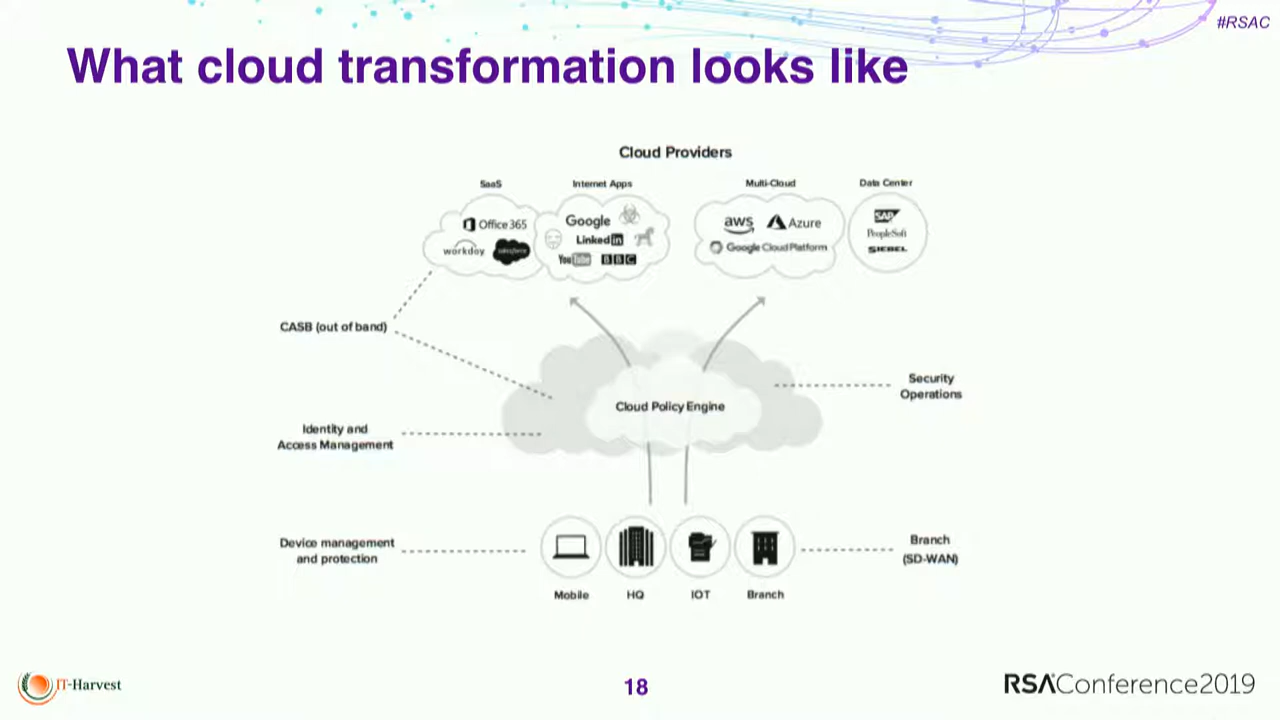 #RSAC
What cloud transformation looks like
Cloud Providers
SaaS
Internet Apps
Multi-Cloud
Data Center
Office 365
workday
salesforce
Google
Linked in
YouTube
BBC
aws
Azure
Google Cloud Platform
SAP
PeopleSoft
SIEBEL
CASB (out of band)
Cloud Policy Engine
Security
Operations
Identity and
Access Management
Device management
and protection
Branch
(SD-WAN)
Mobile
HQ
IOT
Branch
IT-Harvest
18
RSAConference2019